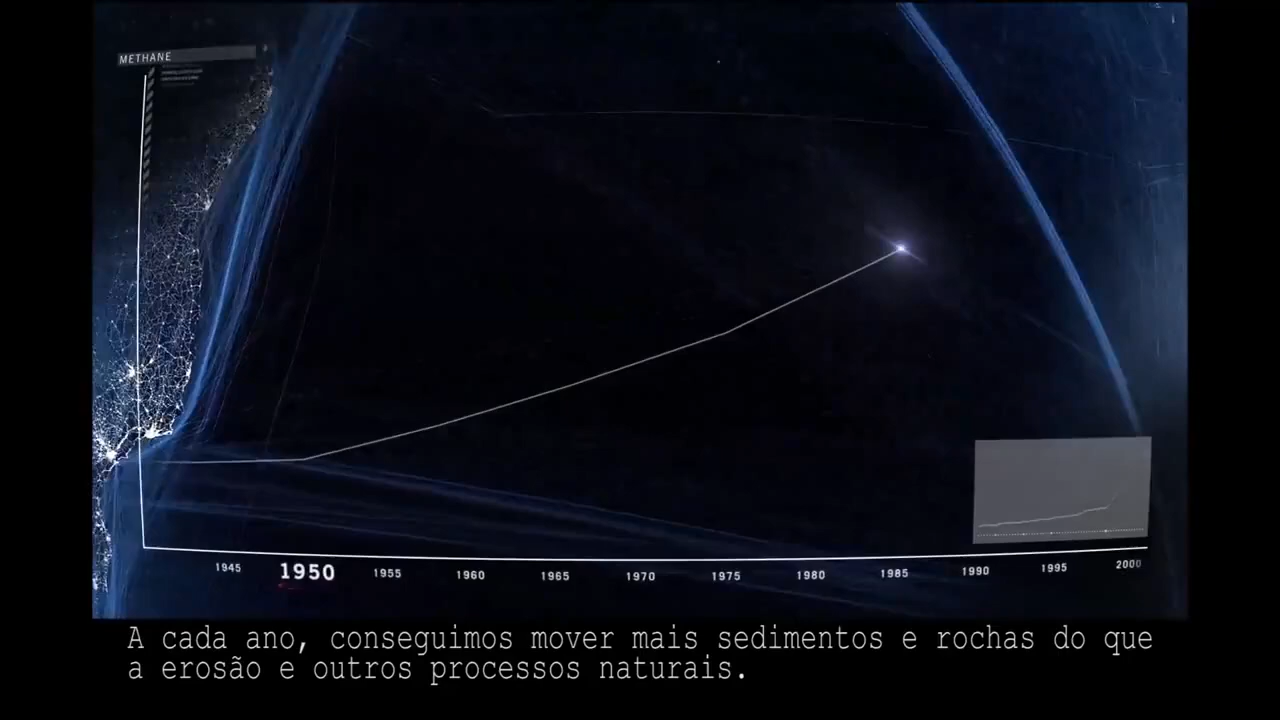 METHANE
1945 1950 1955 1960 1965 1970 1975 1980 1985 1990 1995 2000
A cada ano, conseguimos mover mais sedimentos e rochas do que
a erosão e outros processos naturais.